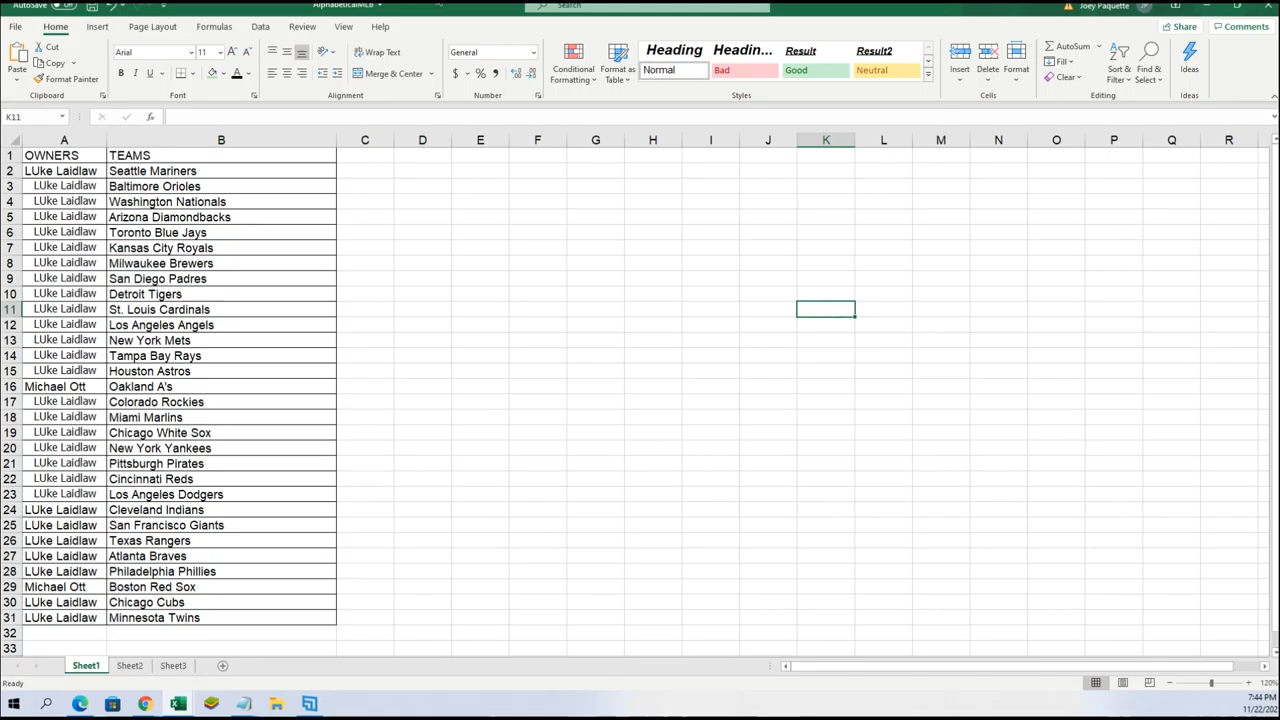 AutoSave Off AlphabeticalMLB Search Joey Paquette JP
File Home Insert Page Layout Formulas Data Review View Help Share Comments
Cut Arial 11 Wrap Text General Heading Headin... Result Result2 AutoSum
Paste Copy Merge & Center Conditional Formatting Format as Table Normal Bad Good Neutral Insert Delete Format Fill Sort & Filter Find & Select Ideas
Format Painter Clear
Clipboard Font Alignment Number Styles Cells Editing Ideas
K11 fx
A B C D E F G H I J K L M N O P Q R
1 OWNERS TEAMS
2 LUke Laidlaw Seattle Mariners
3 LUke Laidlaw Baltimore Orioles
4 LUke Laidlaw Washington Nationals
5 LUke Laidlaw Arizona Diamondbacks
6 LUke Laidlaw Toronto Blue Jays
7 LUke Laidlaw Kansas City Royals
8 LUke Laidlaw Milwaukee Brewers
9 LUke Laidlaw San Diego Padres
10 LUke Laidlaw Detroit Tigers
11 LUke Laidlaw St. Louis Cardinals
12 LUke Laidlaw Los Angeles Angels
13 LUke Laidlaw New York Mets
14 LUke Laidlaw Tampa Bay Rays
15 LUke Laidlaw Houston Astros
16 Michael Ott Oakland A's
17 LUke Laidlaw Colorado Rockies
18 LUke Laidlaw Miami Marlins
19 LUke Laidlaw Chicago White Sox
20 LUke Laidlaw New York Yankees
21 LUke Laidlaw Pittsburgh Pirates
22 LUke Laidlaw Cincinnati Reds
23 LUke Laidlaw Los Angeles Dodgers
24 LUke Laidlaw Cleveland Indians
25 LUke Laidlaw San Francisco Giants
26 LUke Laidlaw Texas Rangers
27 LUke Laidlaw Atlanta Braves
28 LUke Laidlaw Philadelphia Phillies
29 Michael Ott Boston Red Sox
30 LUke Laidlaw Chicago Cubs
31 LUke Laidlaw Minnesota Twins
32
33
Sheet1 Sheet2 Sheet3
Ready 120%
7:44 PM
11/22/202